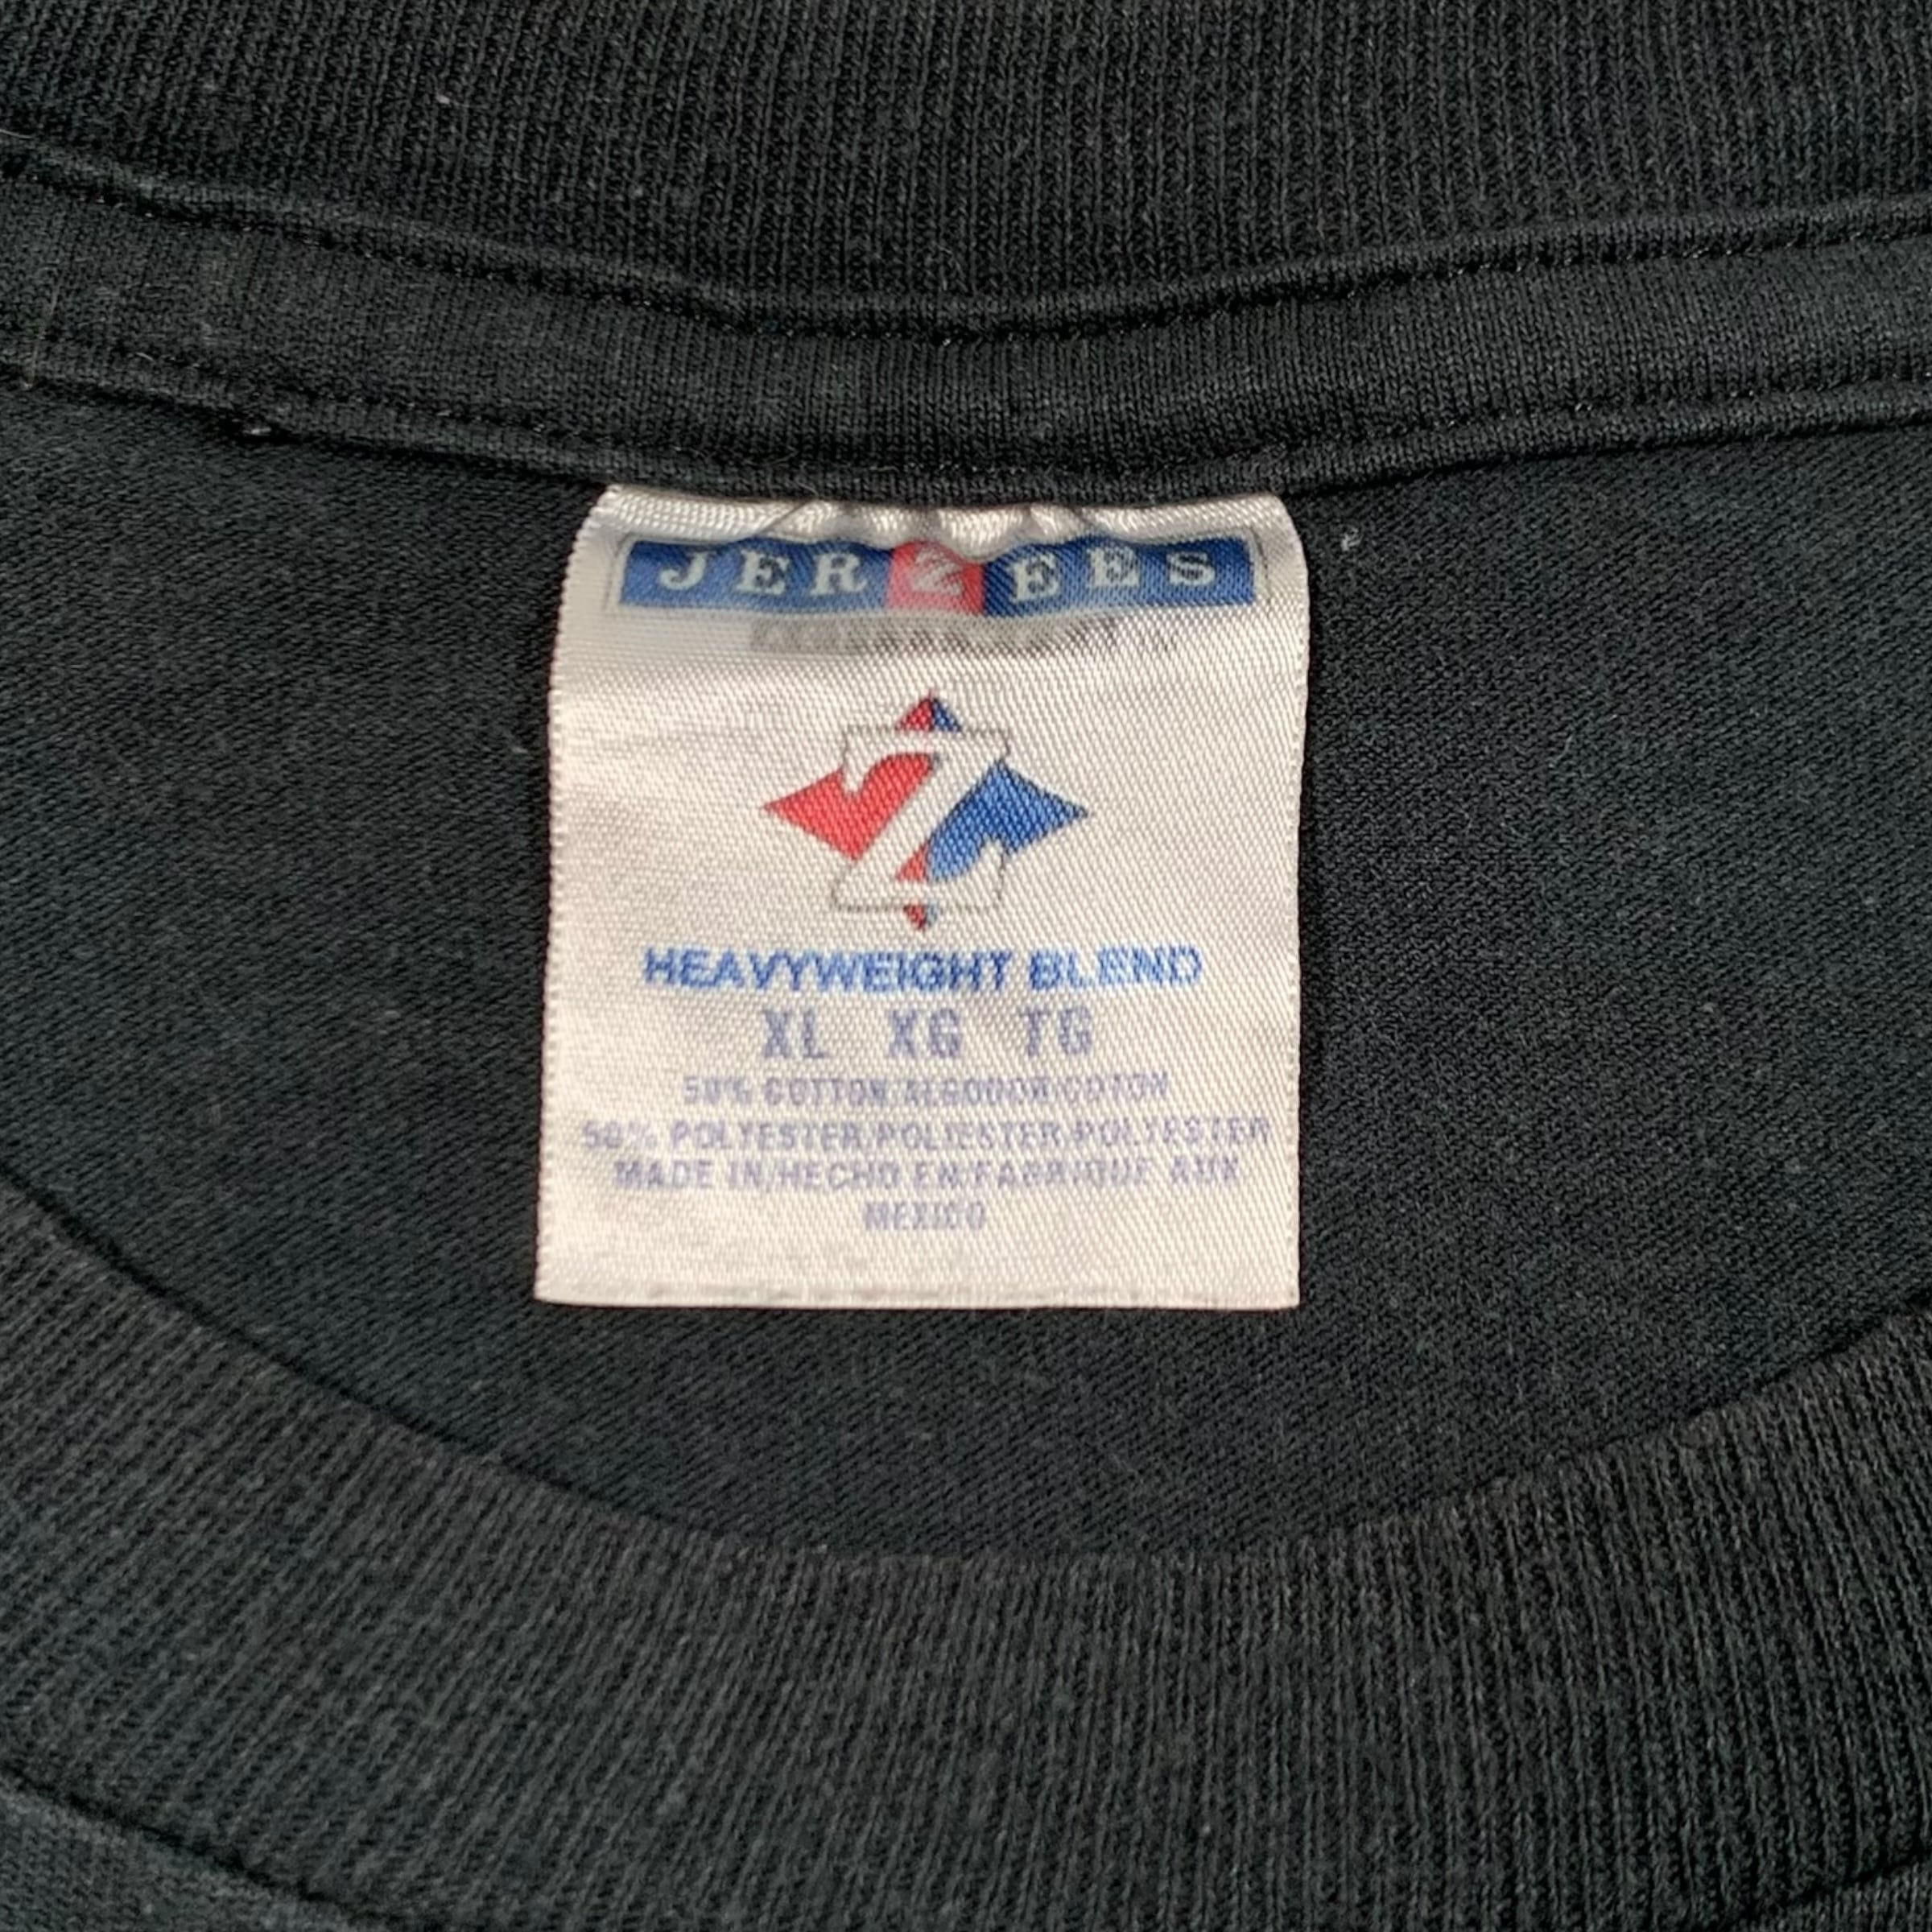 JERZEES
Z
HEAVYWEIGHT BLEND
XL XG TG
50% COTTON/ALGODON/COTON
50% POLYESTER/POLIESTER/POLYESTER
MADE IN/HECHO EN/FABRIQUE AUX
MEXICO